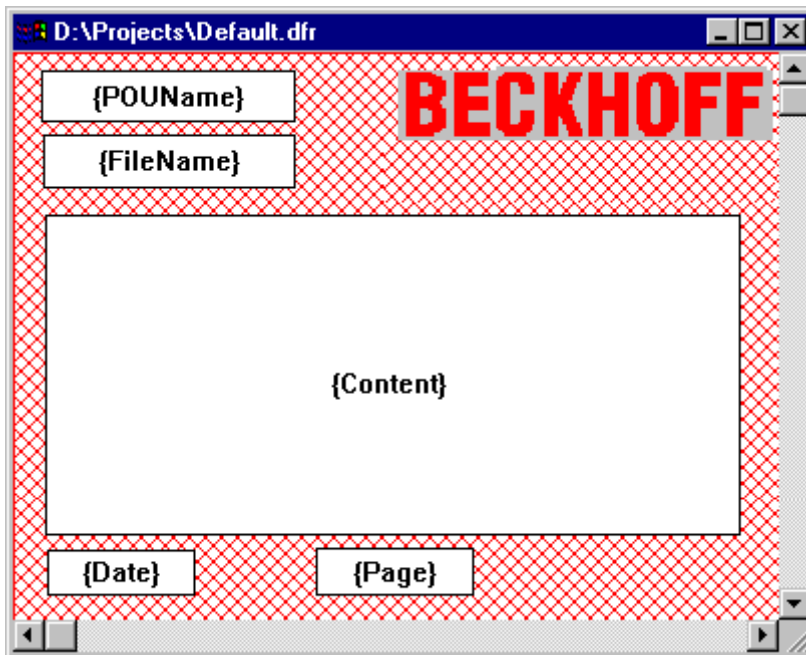 D:\Projects\Default.dfr
{POUName}
BECKHOFF
{FileName}
{Content}
{Date}
{Page}